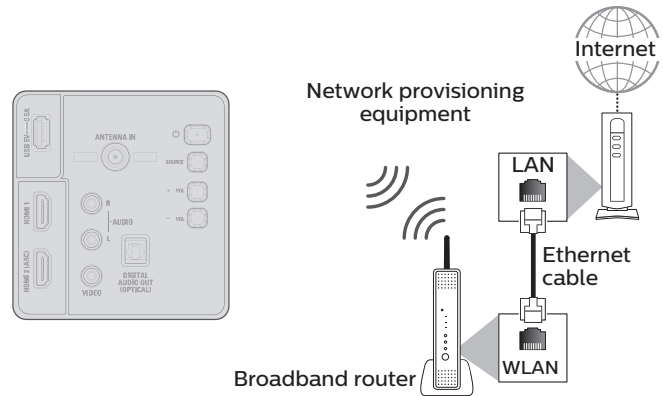 Internet
Network provisioning
equipment
USB 5V⎓0.5A
ANTENNA IN
SOURCE
+ VOL
− VOL
HDMI 1
HDMI 2 (ARC)
R
AUDIO
L
VIDEO
DIGITAL
AUDIO OUT
(OPTICAL)
LAN
Ethernet
cable
WLAN
Broadband router